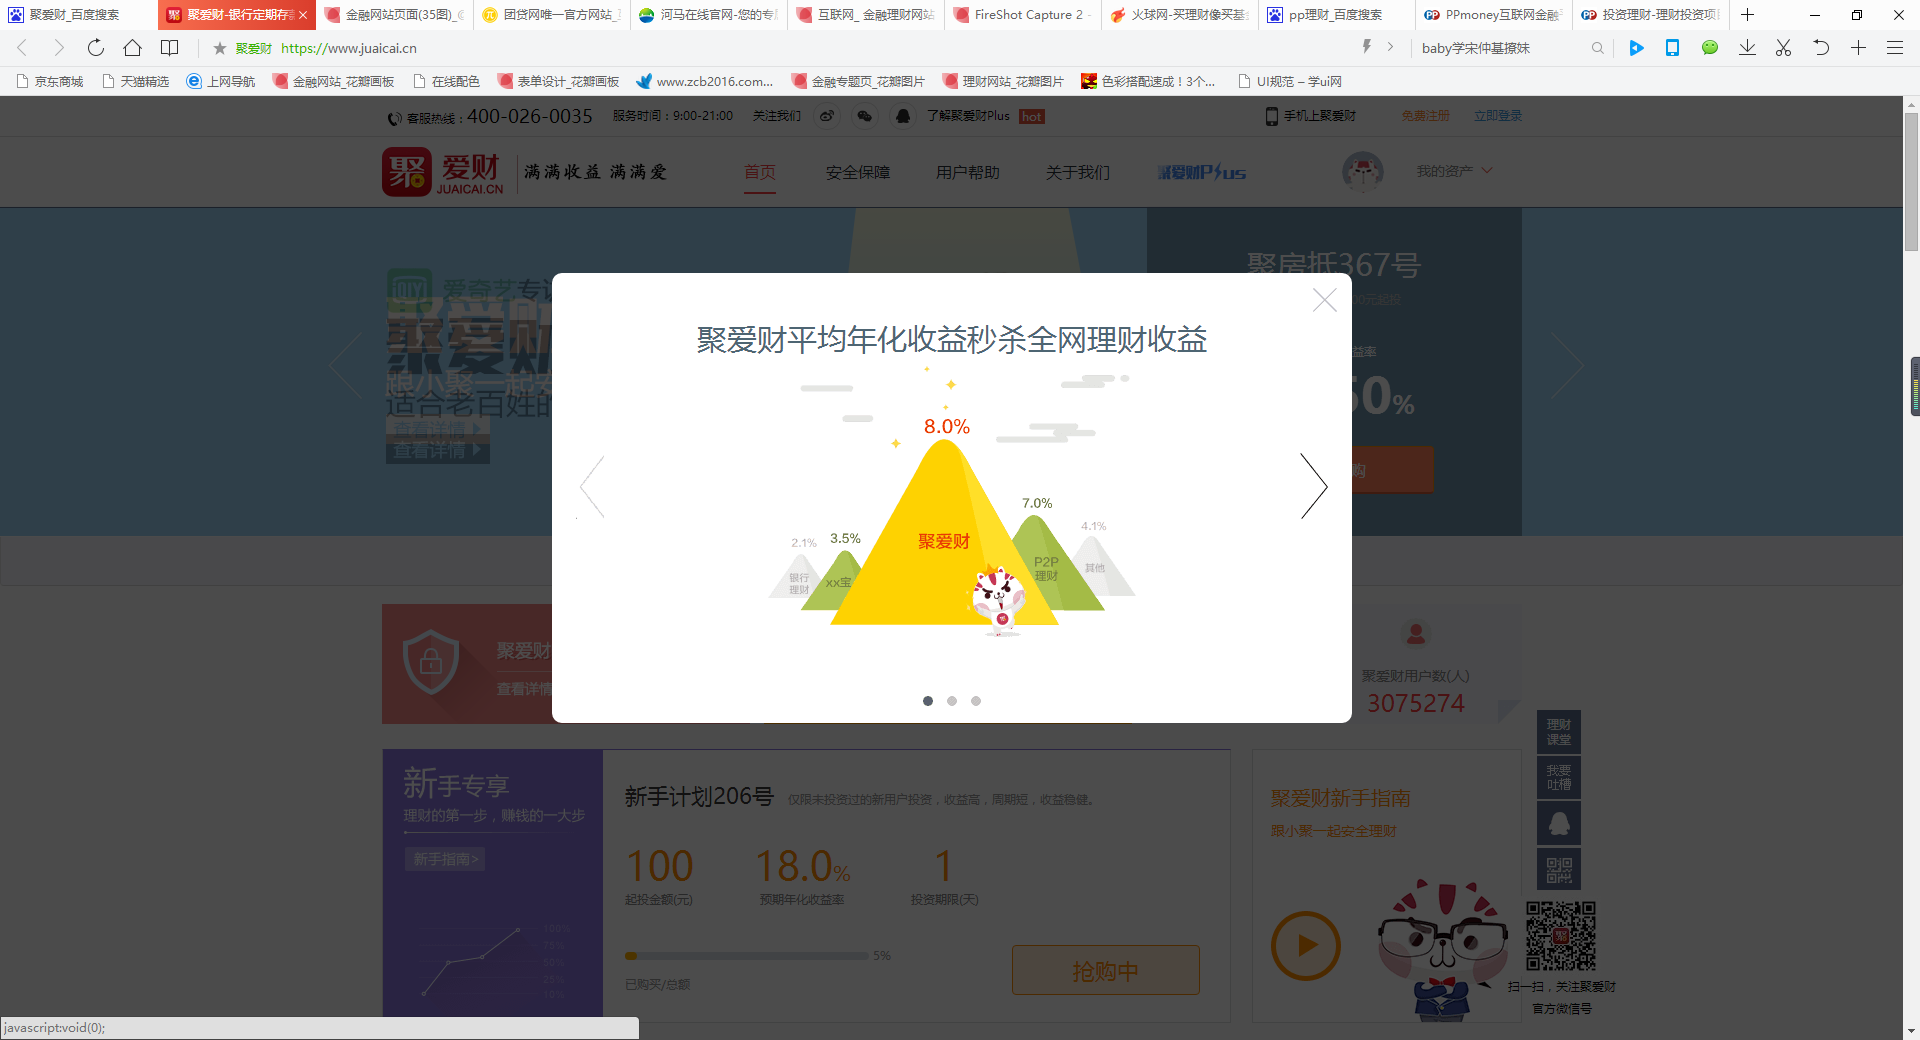 聚爱财_百度搜索
聚爱财-银行定期存
金融网站页面(35图)_
团贷网唯一官方网站_
河马在线官网-您的专
互联网_ 金融理财网站
FireShot Capture 2 -
火球网-买理财像买基
pp理财_百度搜索
PPmoney互联网金融
投资理财-理财投资项
聚爱财 https://www.juaicai.cn
baby学宋仲基撩妹
京东商城
天猫精选
上网导航
金融网站_花瓣画板
在线配色
表单设计_花瓣画板
www.zcb2016.com...
金融专题页_花瓣图片
理财网站_花瓣图片
色彩搭配速成！3个...
UI规范 – 学ui网
客服热线：400-026-0035
服务时间：9:00-21:00
关注我们
了解聚爱财Plus hot
手机上聚爱财
免费注册
立即登录
聚 爱财
JUAICAI.CN
满满收益 满满爱
首页
安全保障
用户帮助
关于我们
聚爱财Plus
我的资产
爱奇艺专
聚爱财
跟小聚一起安
适合老百姓的
查看详情
查看详情
聚房抵367号
00元起投
益率
50%
购
聚爱财平均年化收益秒杀全网理财收益
8.0%
聚爱财
7.0%
P2P
理财
4.1%
其他
3.5%
xx宝
2.1%
银行
理财
聚爱财
查看详情
聚爱财用户数(人)
3075274
理财
课堂
我要
吐槽
新手专享
理财的第一步，赚钱的一大步
新手指南>
100%
75%
50%
25%
10%
新手计划206号
仅限未投资过的新用户投资，收益高，周期短，收益稳健。
100
起投金额(元)
18.0%
预期年化收益率
1
投资期限(天)
5%
已购买/总额
抢购中
聚爱财新手指南
跟小聚一起安全理财
扫一扫，关注聚爱财
官方微信号
javascript:void(0);